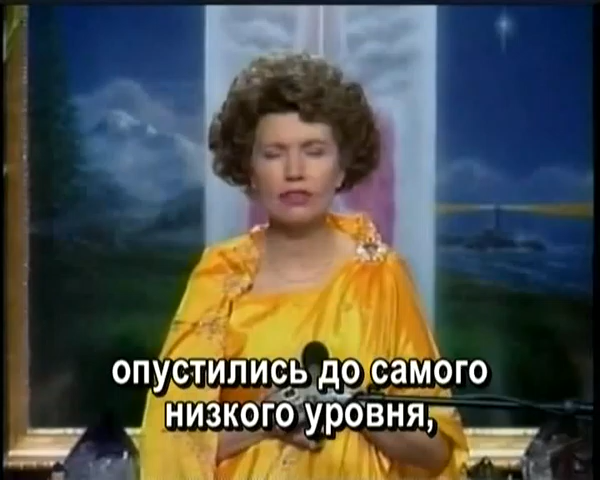 опустились до самого
низкого уровня,